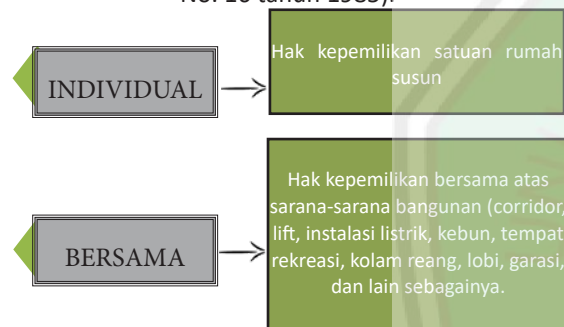 No. 16 tahun 1985).
INDIVIDUAL
Hak kepemilikan satuan rumah
susun
BERSAMA
Hak kepemilikan bersama atas
sarana-sarana bangunan (corridor,
lift, instalasi listrik, kebun, tempat
rekreasi, kolam reang, lobi, garasi,
dan lain sebagainya.